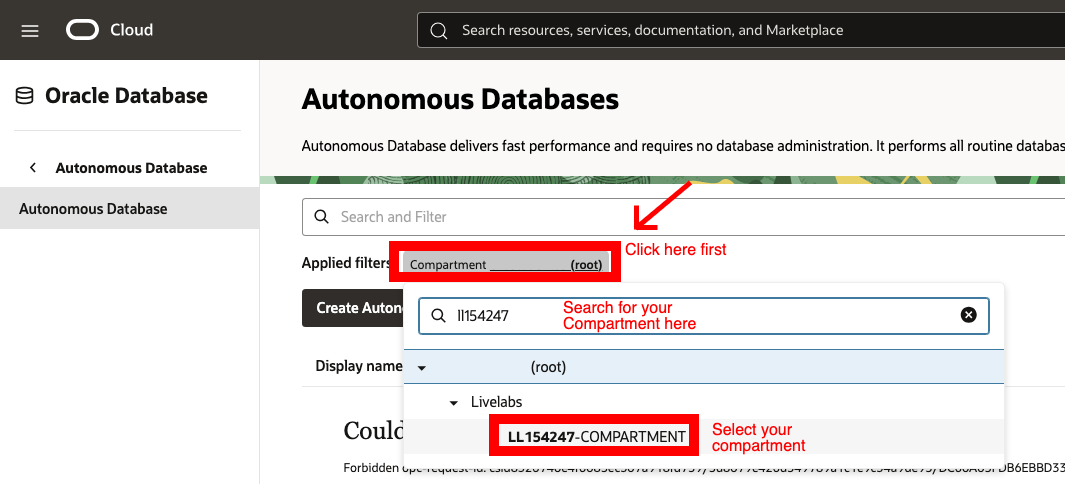 Cloud
Search resources, services, documentation, and Marketplace
Oracle Database
Autonomous Database
Autonomous Database
Autonomous Databases
Autonomous Database delivers fast performance and requires no database administration. It performs all routine databas
Search and Filter
Click here first
Applied filters
Compartment (root)
Create Auton
ll154247
Search for your
Compartment here
Display name
(root)
Livelabs
LL154247-COMPARTMENT
Select your
compartment
Could
Forbidden